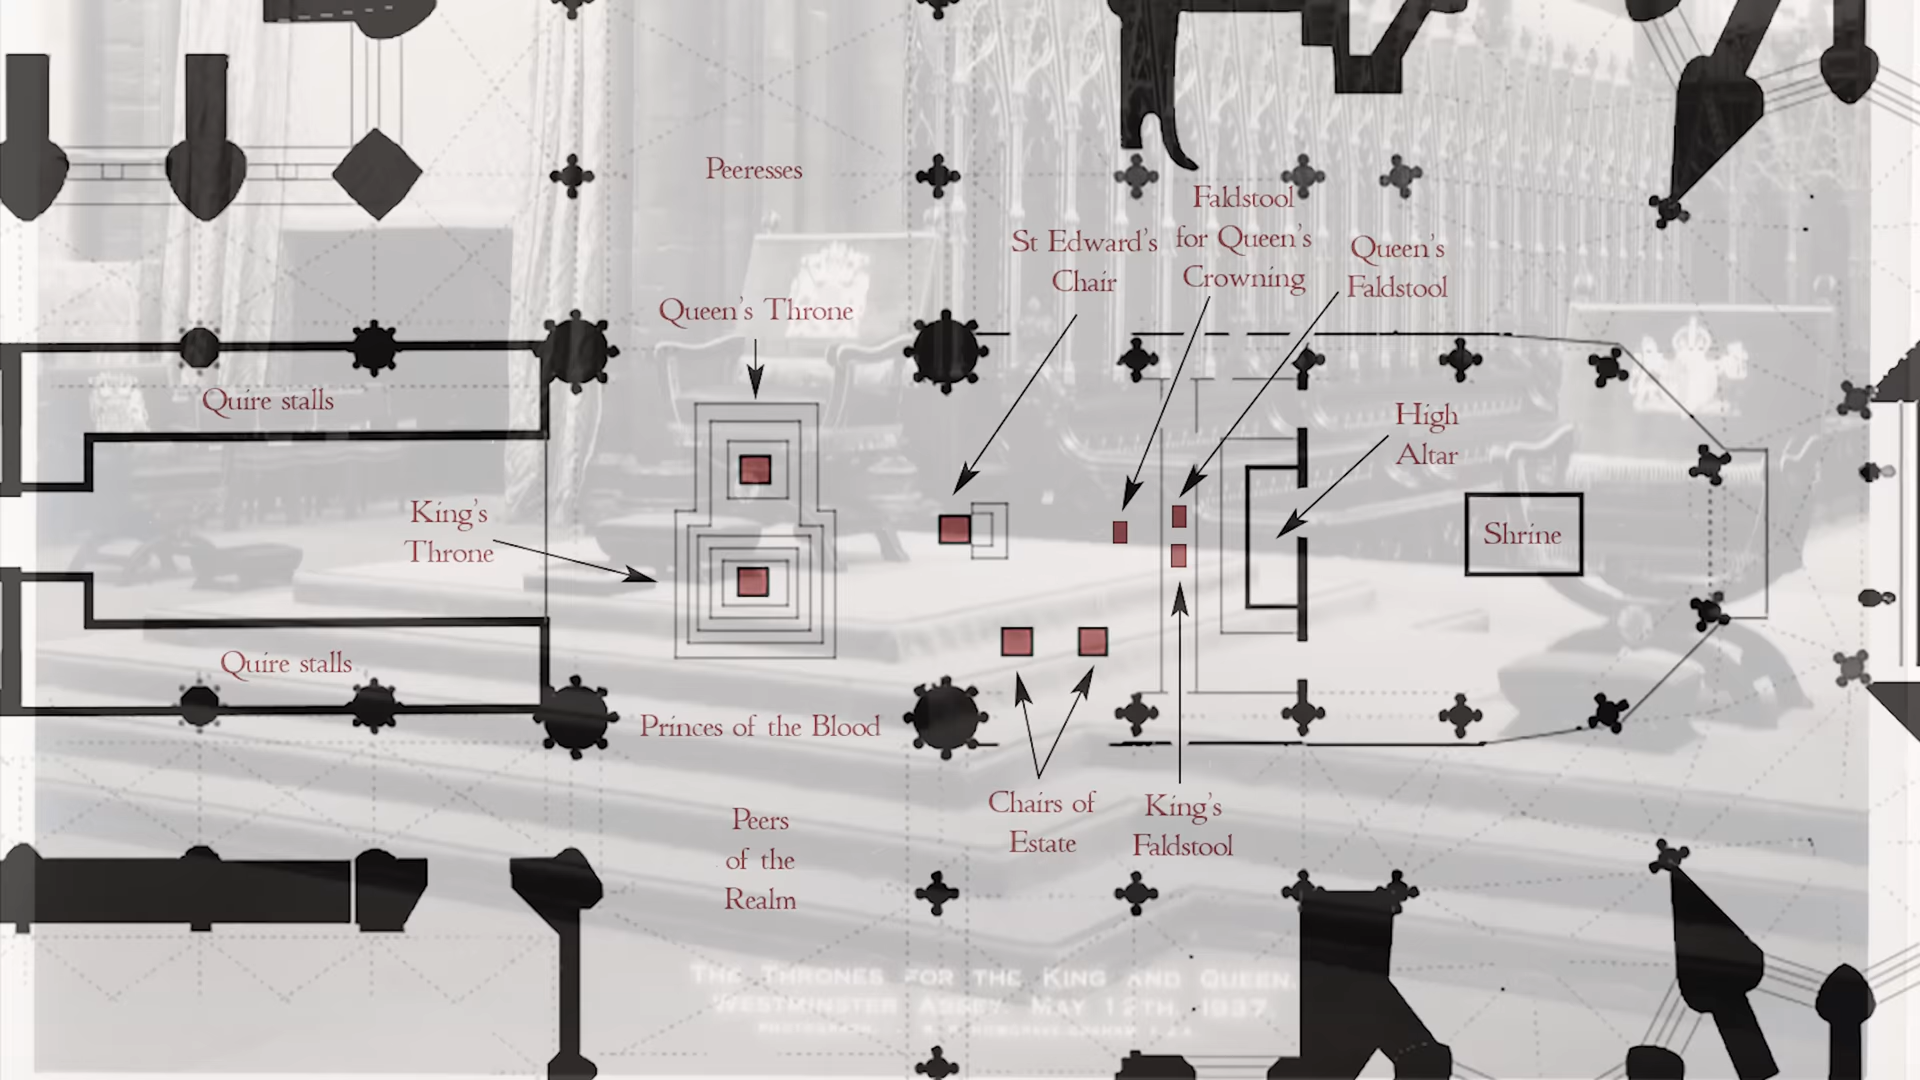 Peeresses
Faldstool
for Queen's
Crowning
St Edward's
Chair
Queen's
Faldstool
Queen's Throne
Quire stalls
High
Altar
King's
Throne
Shrine
Quire stalls
Princes of the Blood
Chairs of
Estate
King's
Faldstool
Peers
of the
Realm
THE THRONES FOR THE KING AND QUEEN,
WESTMINSTER ABBEY. MAY 12TH, 1937.